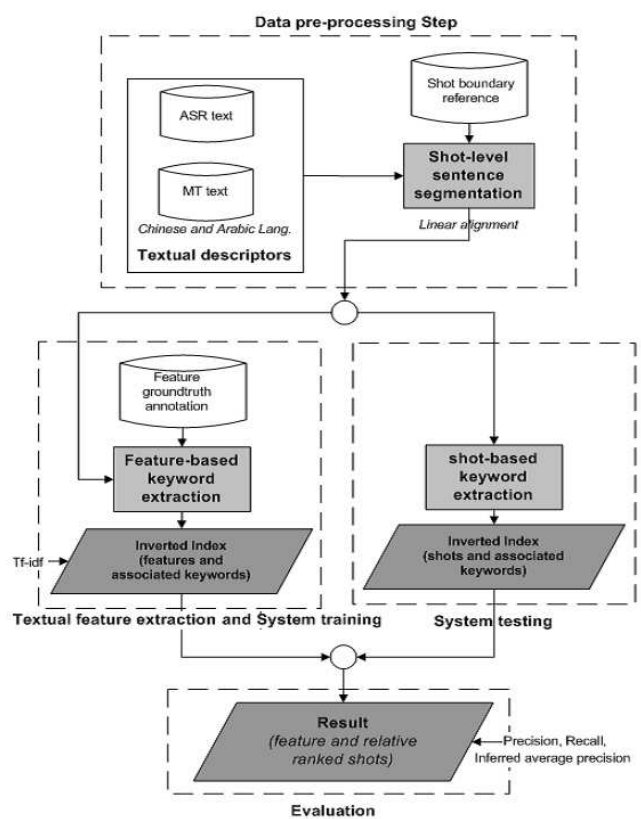 Data pre-processing Step
ASR text
MT text
Chinese and Arabic Lang.
Textual descriptors
Shot boundary
reference
Shot-level
sentence
segmentation
Linear alignment
Feature
groundtruth
annotation
Feature-based
keyword
extraction
Tf-idf
Inverted Index
(features and
associated keywords)
Textual feature extraction and System training
shot-based
keyword
extraction
Inverted Index
(shots and associated
keywords)
System testing
Result
(feature and relative
ranked shots)
Precision, Recall,
Inferred average precision
Evaluation